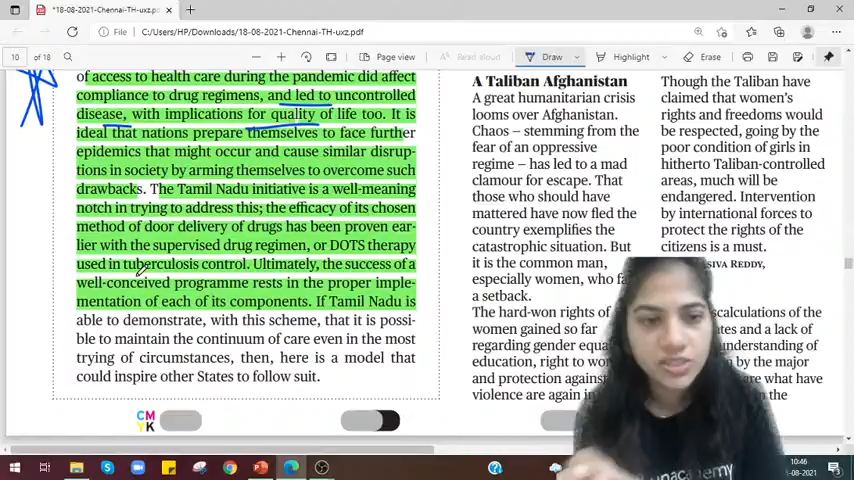 *18-08-2021-Chennai-TH-uxz.pd
File
C:/Users/HP/Downloads/18-08-2021-Chennai-TH-uxz.pdf
10 of 18
Page view
Read aloud
Draw
Highlight
Erase
of access to health care during the pandemic did affect
compliance to drug regimens, and led to uncontrolled
disease, with implications for quality of life too. It is
ideal that nations prepare themselves to face further
epidemics that might occur and cause similar disrup-
tions in society by arming themselves to overcome such
drawbacks. The Tamil Nadu initiative is a well-meaning
notch in trying to address this; the efficacy of its chosen
method of door delivery of drugs has been proven ear-
lier with the supervised drug regimen, or DOTS therapy
used in tuberculosis control. Ultimately, the success of a
well-conceived programme rests in the proper imple-
mentation of each of its components. If Tamil Nadu is
able to demonstrate, with this scheme, that it is possi-
ble to maintain the continuum of care even in the most
trying of circumstances, then, here is a model that
could inspire other States to follow suit.
CM
YK
A Taliban Afghanistan
A great humanitarian crisis
looms over Afghanistan.
Chaos — stemming from the
fear of an oppressive
regime — has led to a mad
clamour for escape. That
those who should have
mattered have now fled the
country exemplifies the
catastrophic situation. But
it is the common man,
especially women, who
a setback.
The hard-won rights of
women gained so far
regarding gender
education, right to
and protection against
violence are again in
Though the Taliban have
claimed that women's
rights and freedoms would
be respected, going by the
poor condition of girls in
hitherto Taliban-controlled
areas, much will be
endangered. Intervention
by international forces to
protect the rights of the
citizens is a must.
SIVA REDDY,
and a lack of
understanding of
by the major
what have
the
unacademy
10:46
18-08-2021